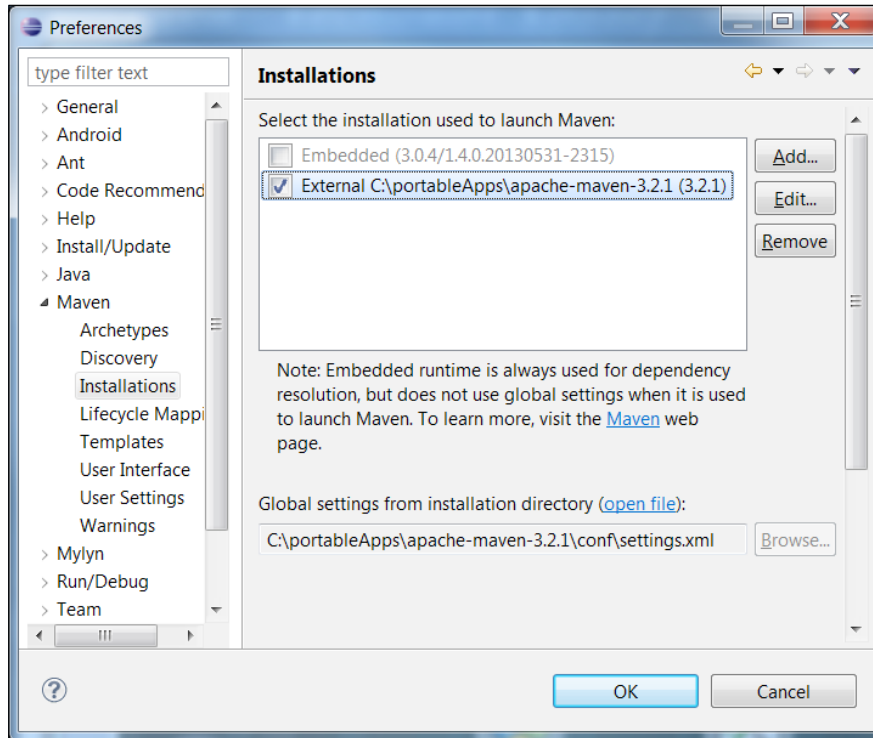 Preferences
type filter text
General
Android
Ant
Code Recommend
Help
Install/Update
Java
Maven
Archetypes
Discovery
Installations
Lifecycle Mappi
Templates
User Interface
User Settings
Warnings
Mylyn
Run/Debug
Team
Installations
Select the installation used to launch Maven:
Embedded (3.0.4/1.4.0.20130531-2315)
External C:\portableApps\apache-maven-3.2.1 (3.2.1)
Add...
Edit...
Remove
Note: Embedded runtime is always used for dependency
resolution, but does not use global settings when it is used
to launch Maven. To learn more, visit the Maven web
page.
Global settings from installation directory (open file):
C:\portableApps\apache-maven-3.2.1\conf\settings.xml
Browse...
OK
Cancel